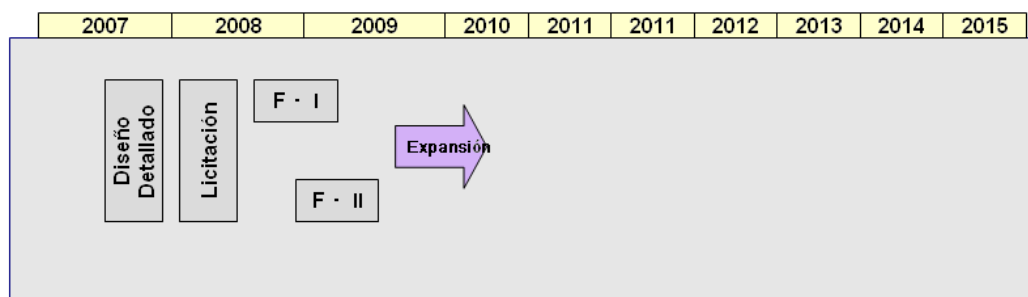 2007 2008 2009 2010 2011 2011 2012 2013 2014 2015
Diseño
Detallado
Licitación
F - I
Expansión
F - II